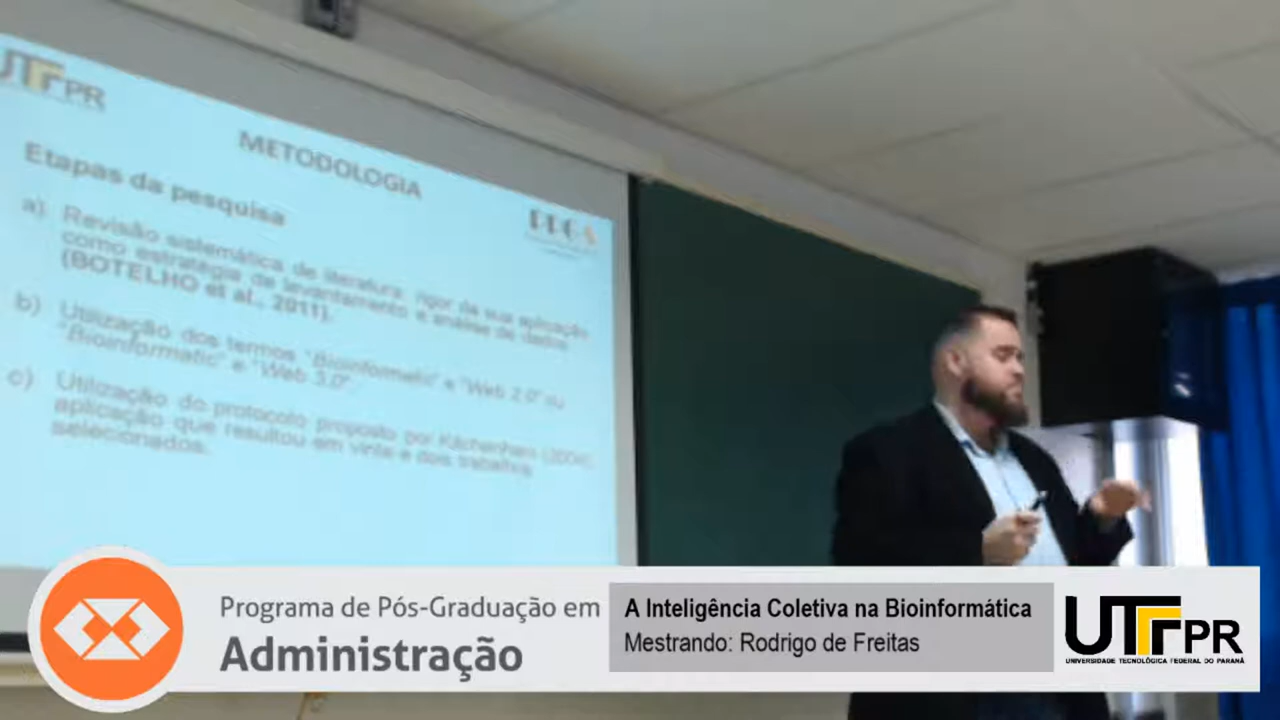 UTFPR
METODOLOGIA
PPGA
Etapas da pesquisa
a) Revisão sistemática de literatura: rigor da sua aplicação
como estratégia de levantamento e análise de dados
(BOTELHO et al., 2011).
b) Utilização dos termos "Bioinformatic" e "Web 2.0" ou
"Bioinformatic" e "Web 3.0".
c) Utilização do protocolo proposto por
aplicação que resultou em vinte e dois trabalhos
selecionados.
Programa de Pós-Graduação em
Administração
A Inteligência Coletiva na Bioinformática
Mestrando: Rodrigo de Freitas
UTFPR
UNIVERSIDADE TECNOLÓGICA FEDERAL DO PARANÁ